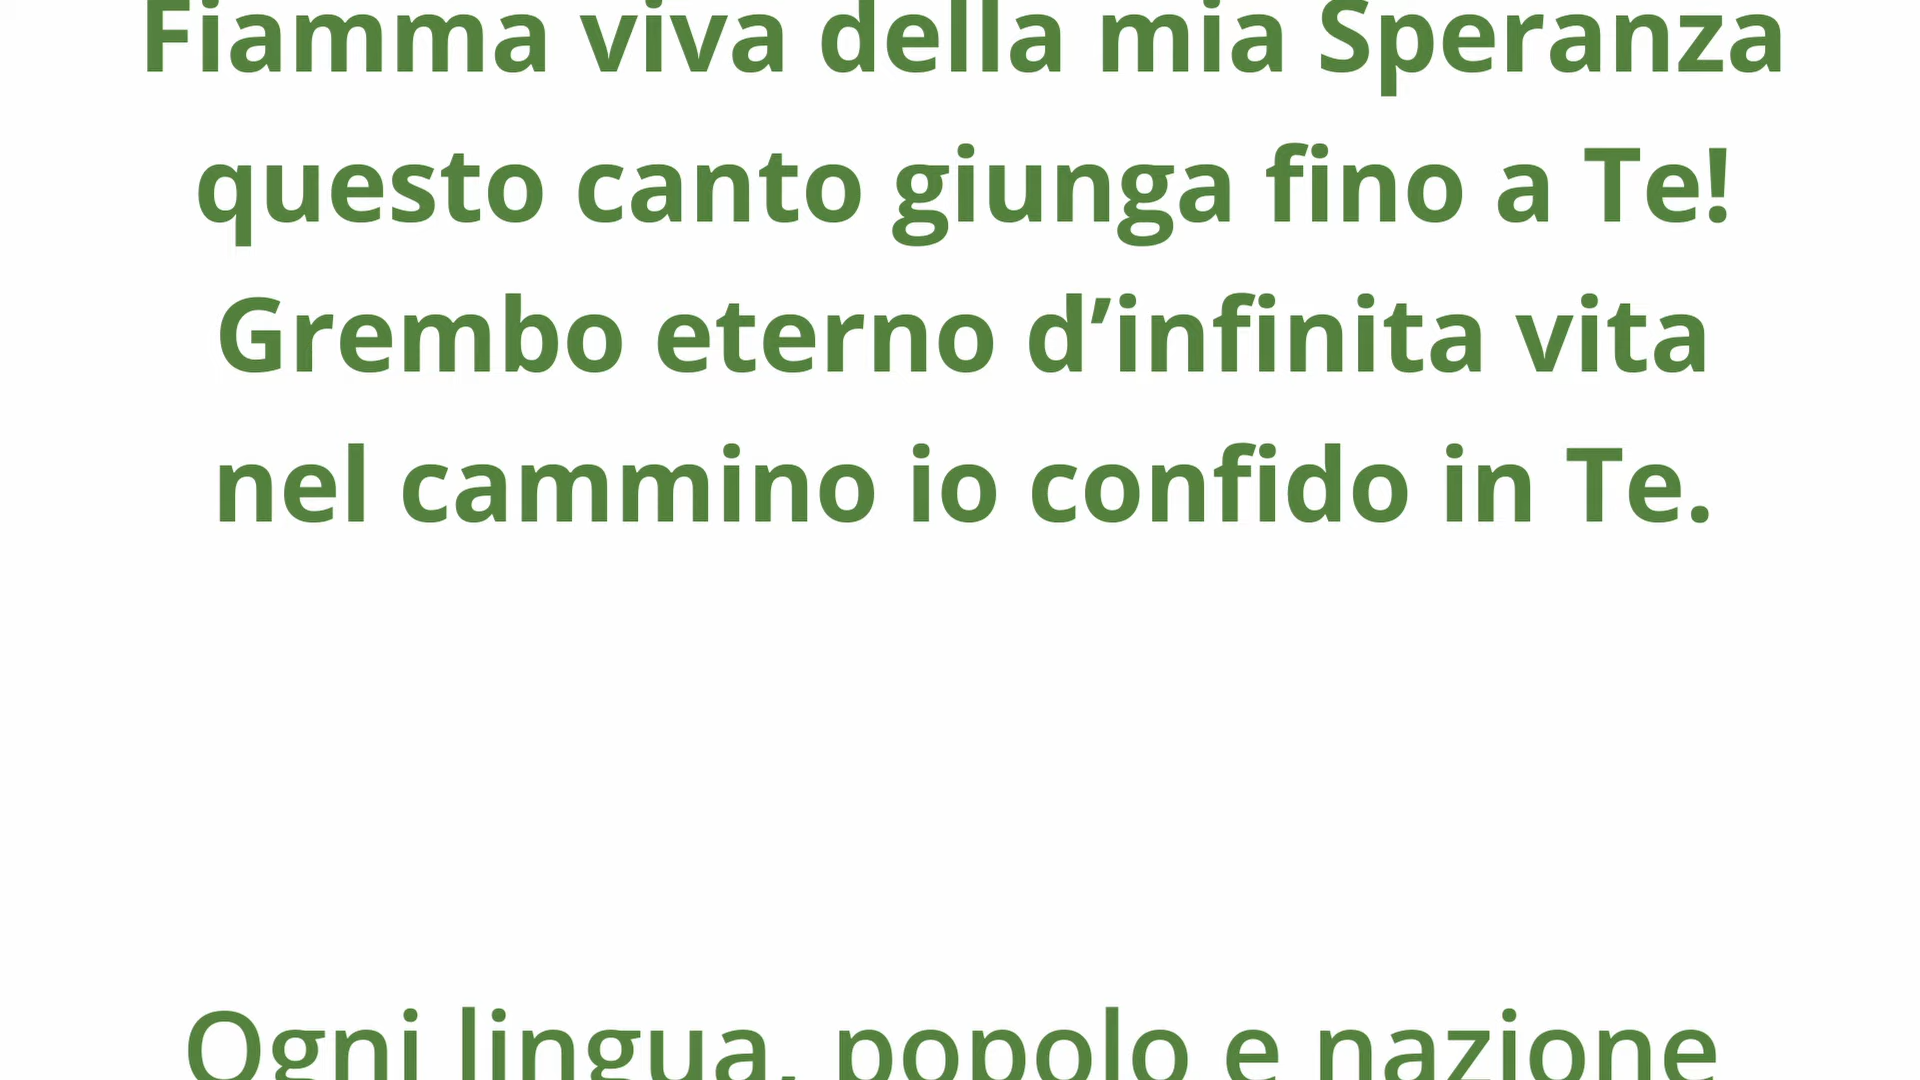 Fiamma viva della mia Speranza
questo canto giunga fino a Te!
Grembo eterno d’infinita vita
nel cammino io confido in Te.
Ogni lingua, popolo e nazione